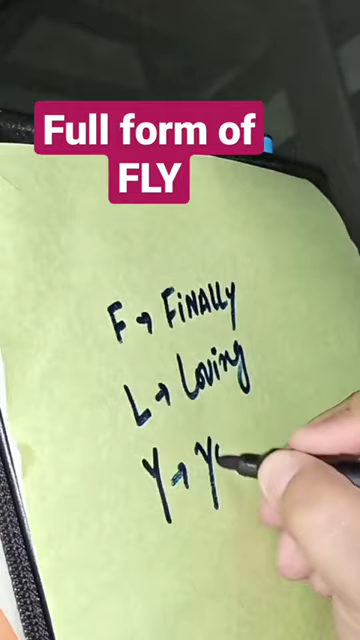 Full form of
FLY
F → FiNALLY
L → Loving
Y → Y